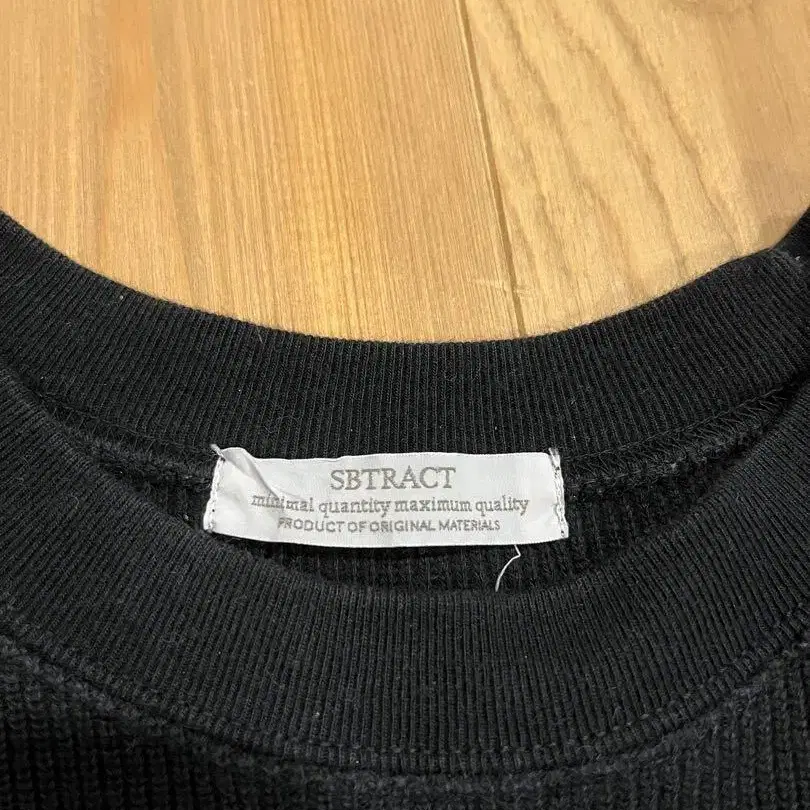 SBTRACT
minimal quantity maximum quality
PRODUCT OF ORIGINAL MATERIALS